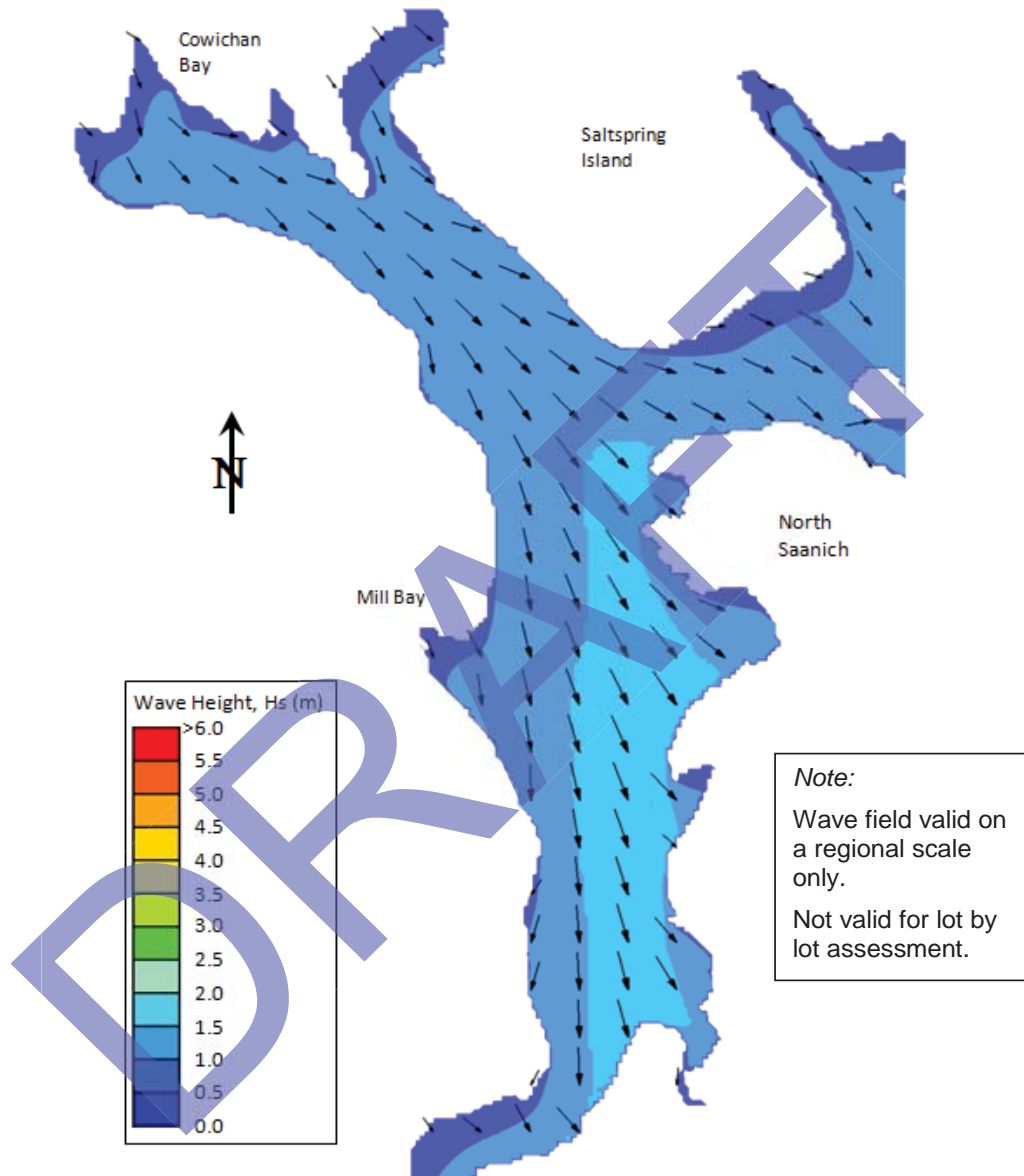 Cowichan
Bay
Saltspring
Island
N
North
Saanich
Mill Bay
Wave Height, Hs (m)
>6.0
5.5
5.0
4.5
4.0
3.5
3.0
2.5
2.0
1.5
1.0
0.5
0.0
Note:
Wave field valid on
a regional scale
only.
Not valid for lot by
lot assessment.
DRAFT